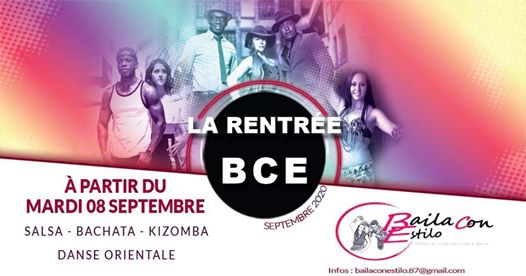 LA RENTRÉE
BCE
SEPTEMBRE 2020
À PARTIR DU
MARDI 08 SEPTEMBRE
SALSA - BACHATA - KIZOMBA
DANSE ORIENTALE
Baila Con
Estilo
Infos : bailaconestilo.87@gmail.com